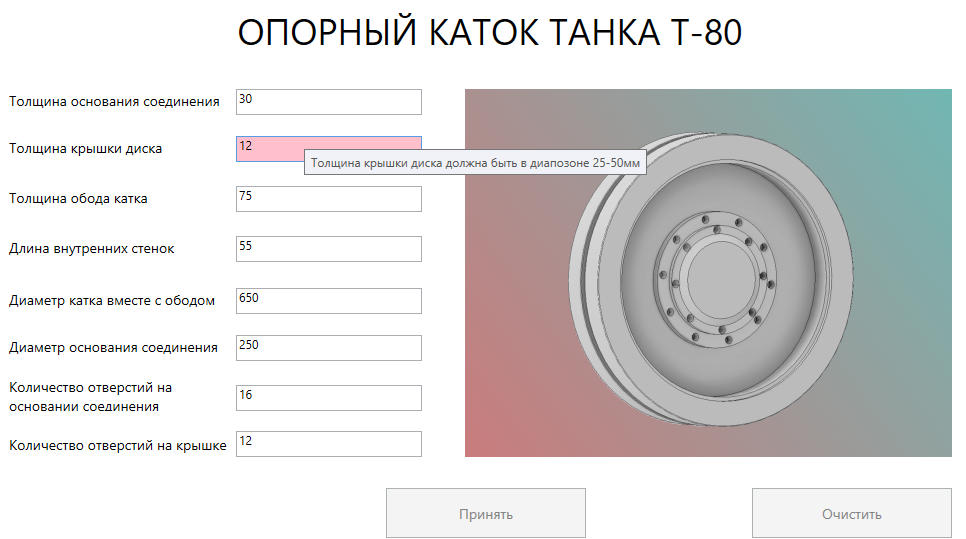 ОПОРНЫЙ КАТОК ТАНКА Т-80
Толщина основания соединения 30
Толщина крышки диска 12
Толщина крышки диска должна быть в диапозоне 25-50мм
Толщина обода катка 75
Длина внутренних стенок 55
Диаметр катка вместе с ободом 650
Диаметр основания соединения 250
Количество отверстий на
основании соединения 16
Количество отверстий на крышке 12
Принять Очистить